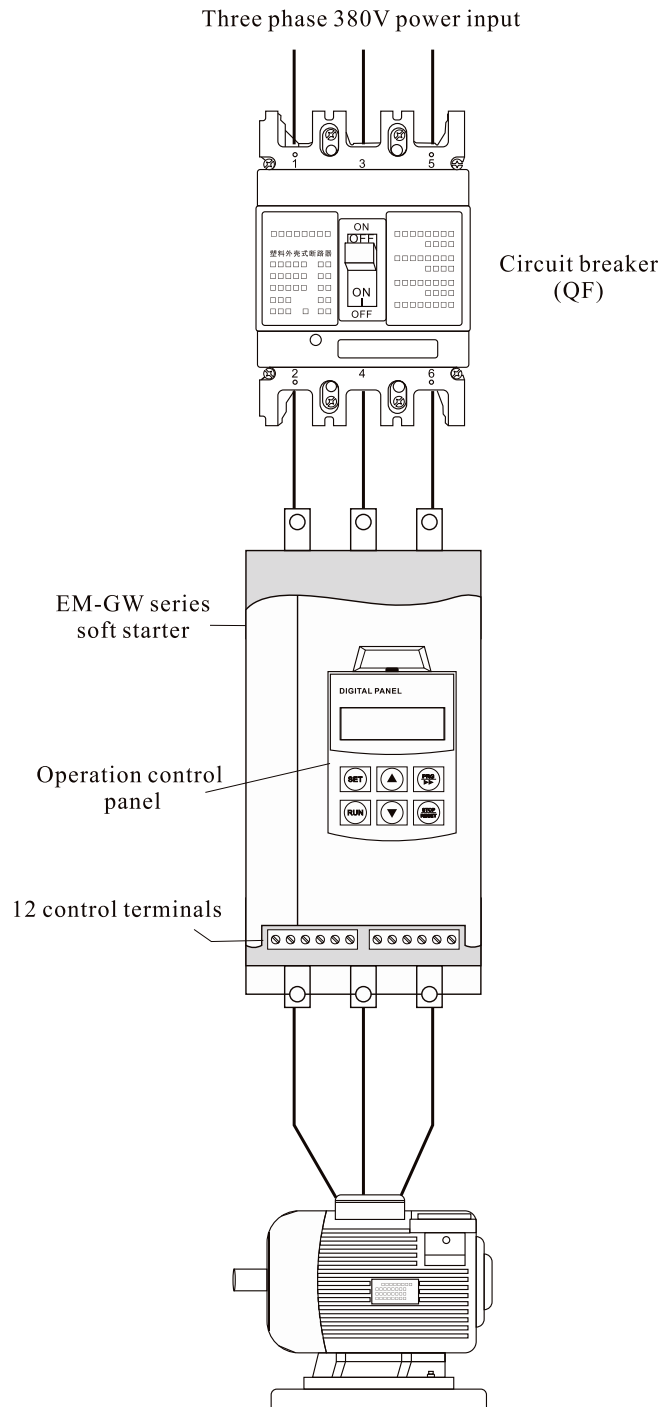 Three phase 380V power input
1 3 5
ON
OFF
塑料外壳式断路器
ON
OFF
Circuit breaker
(QF)
2 4 6
EM-GW series
soft starter
DIGITAL PANEL
Operation control
panel
SET
PRG
RUN
STOP
RESET
12 control terminals